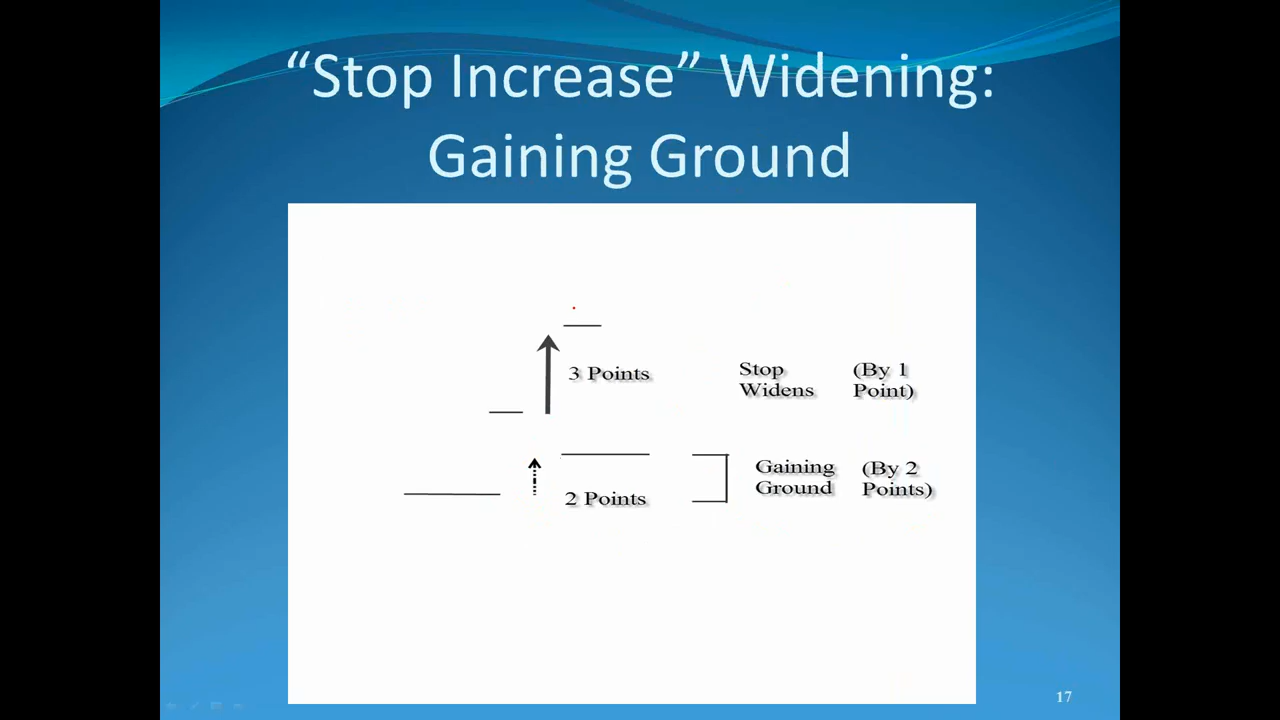 “Stop Increase” Widening:
Gaining Ground
3 Points
Stop
Widens
(By 1
Point)
Gaining
Ground
(By 2
Points)
2 Points
17